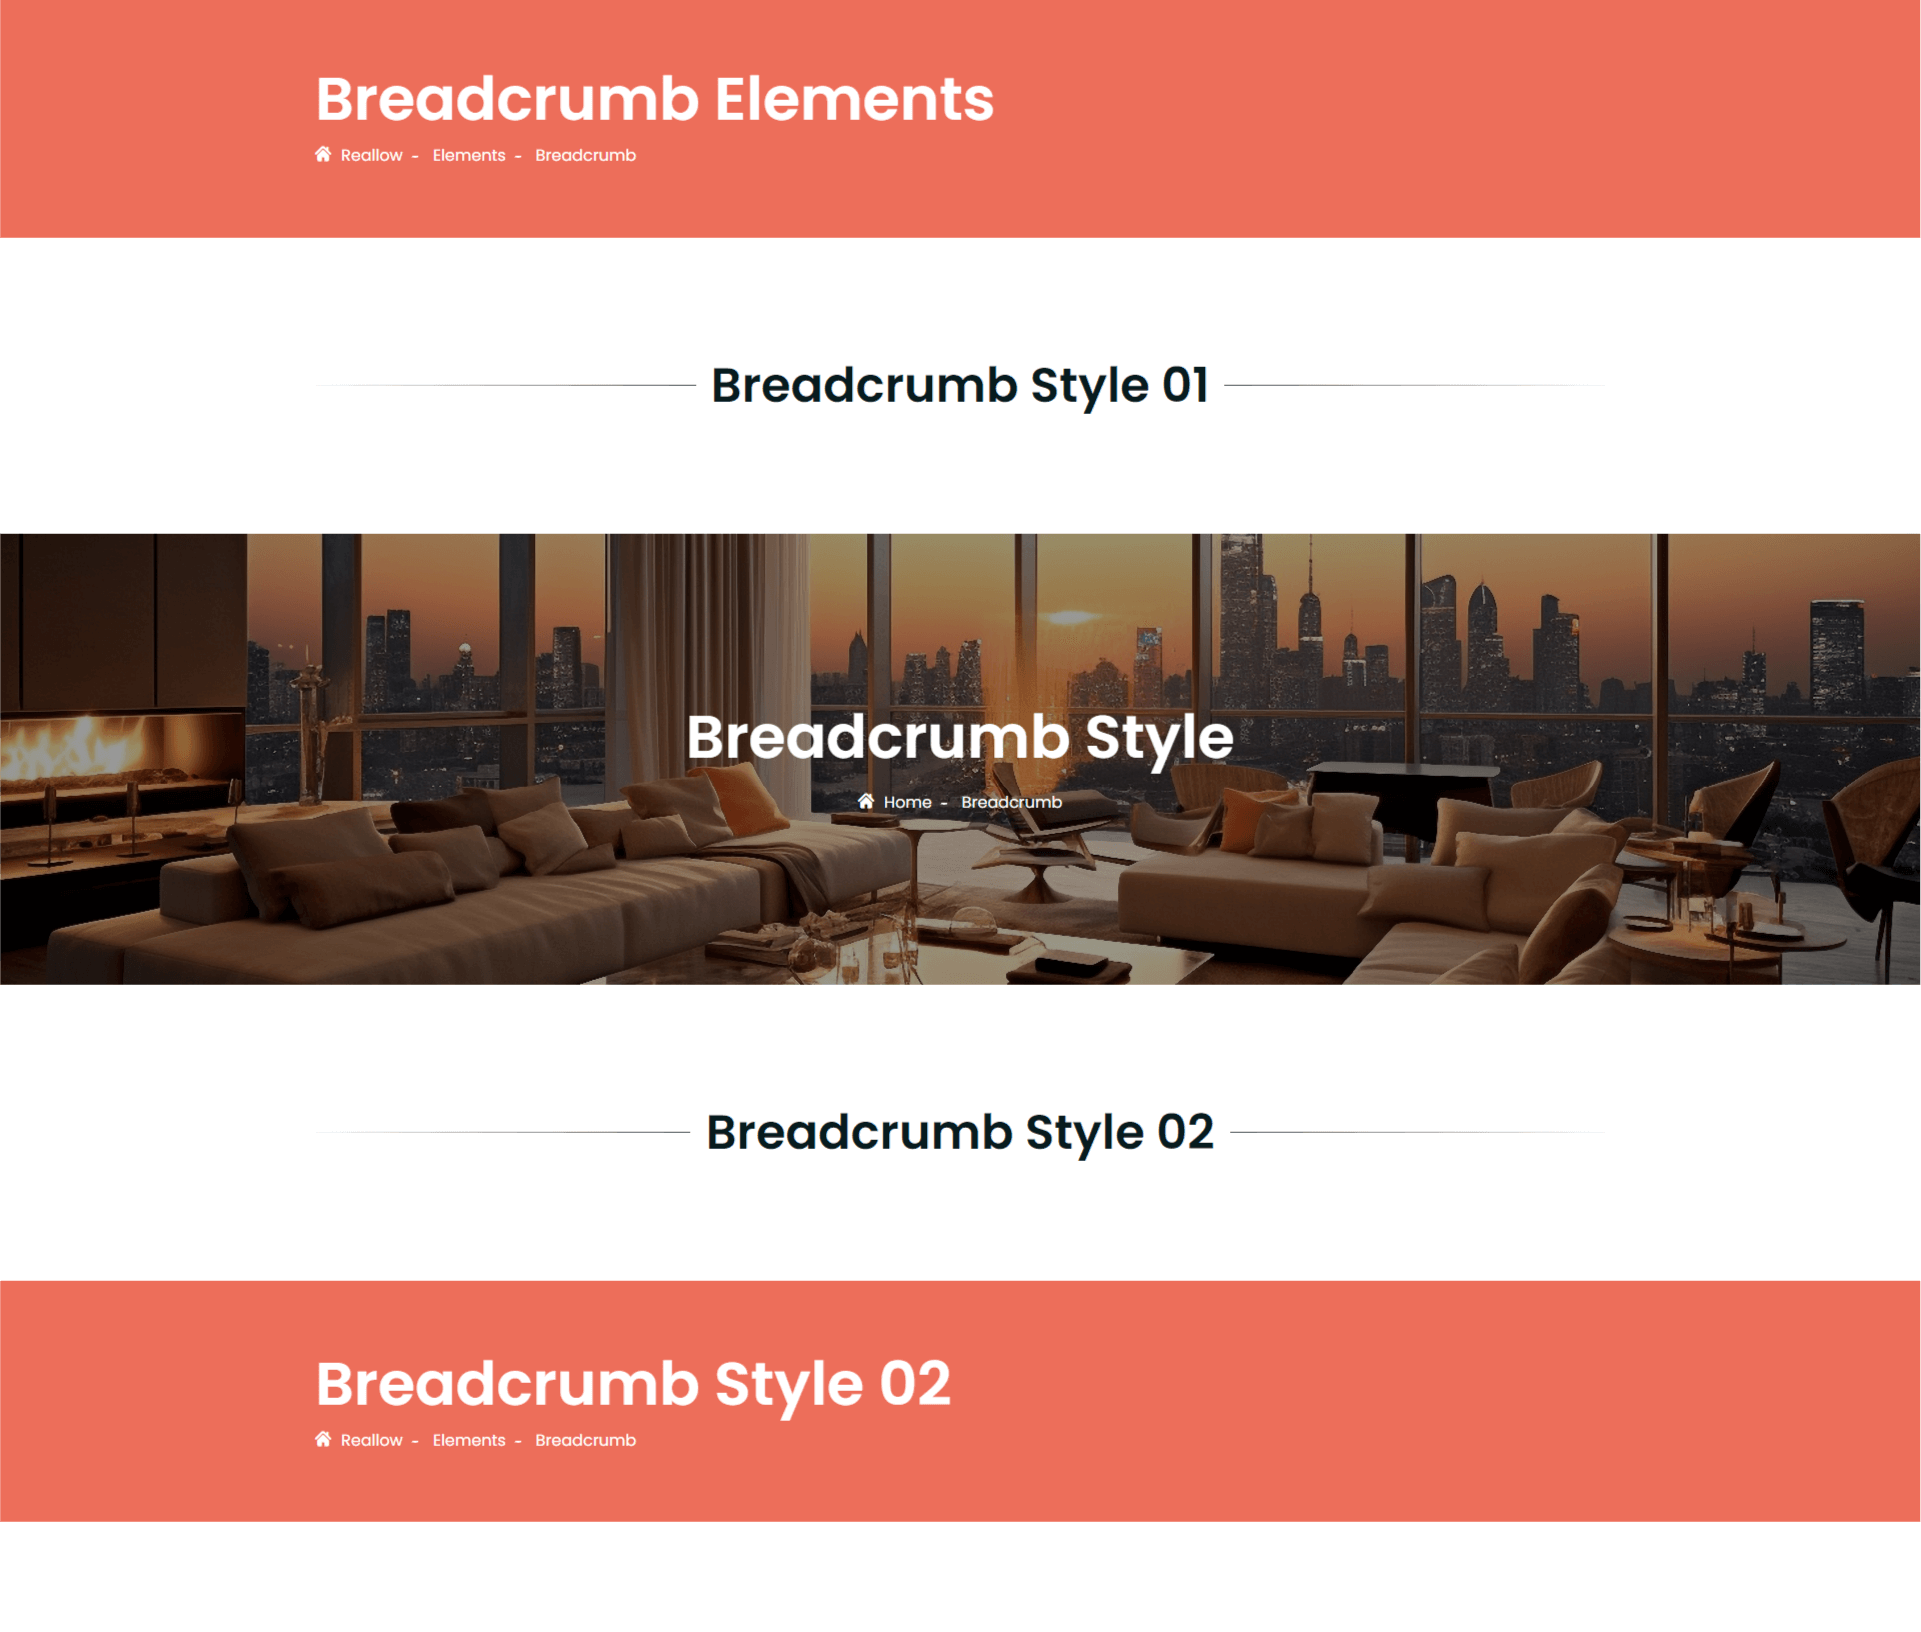 Breadcrumb Elements
Reallow - Elements - Breadcrumb
Breadcrumb Style 01
Breadcrumb Style
Home - Breadcrumb
Breadcrumb Style 02
Breadcrumb Style 02
Reallow - Elements - Breadcrumb